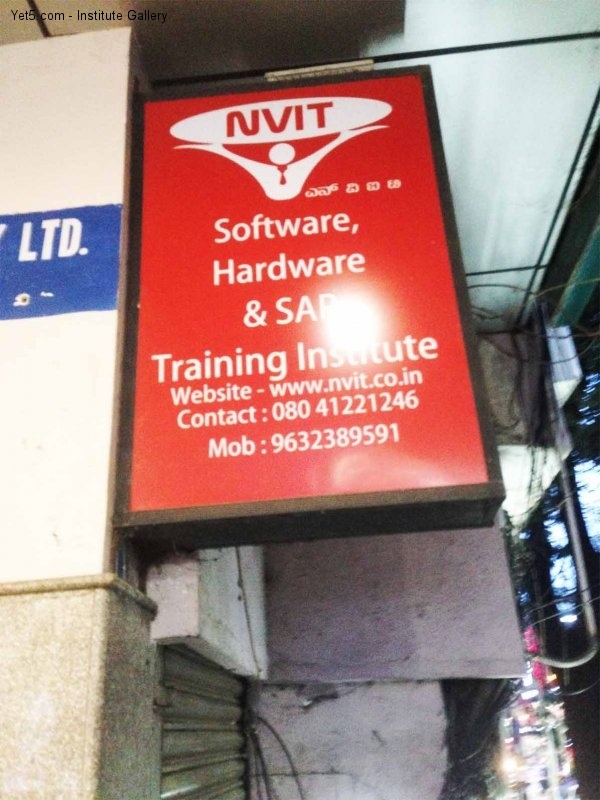 Yet5.com - Institute Gallery
NVIT
ಎನ್ ವಿ ಐ ಟಿ
Software,
Hardware
& SAP
Training Institute
Website - www.nvit.co.in
Contact : 080 41221246
Mob : 9632389591
LTD.